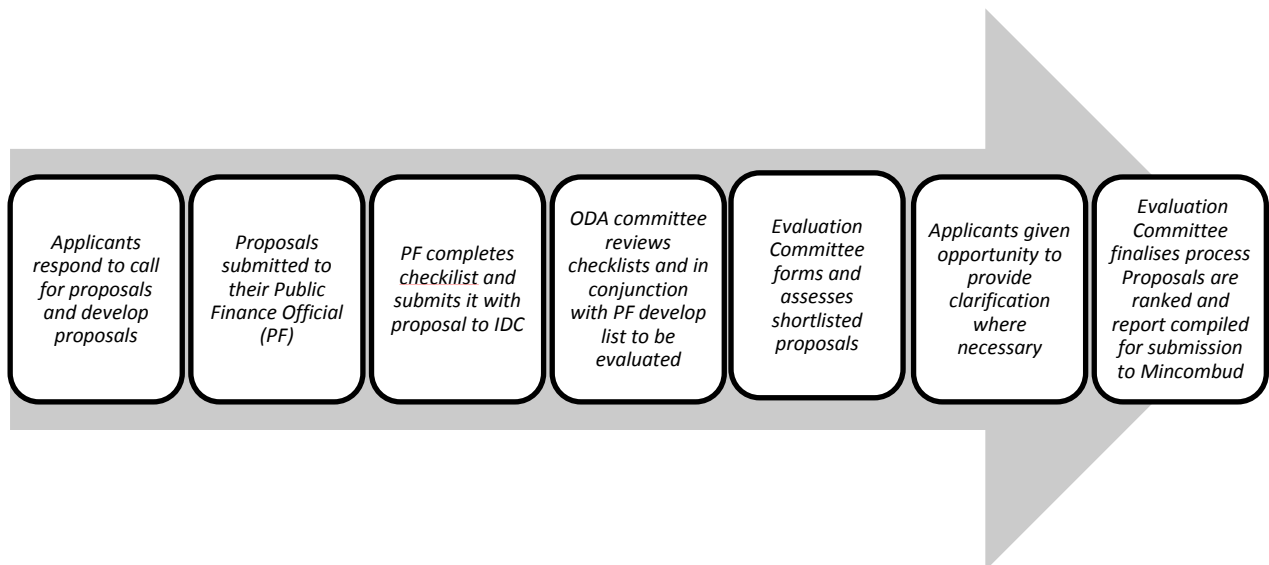 Applicants
respond to call
for proposals
and develop
proposals
Proposals
submitted to
their Public
Finance Official
(PF)
PF completes
checkilist and
submits it with
proposal to IDC
ODA committee
reviews
checklists and in
conjunction
with PF develop
list to be
evaluated
Evaluation
Committee
forms and
assesses
shortlisted
proposals
Applicants given
opportunity to
provide
clarification
where
necessary
Evaluation
Committee
finalises process
Proposals are
ranked and
report compiled
for submission
to Mincombud